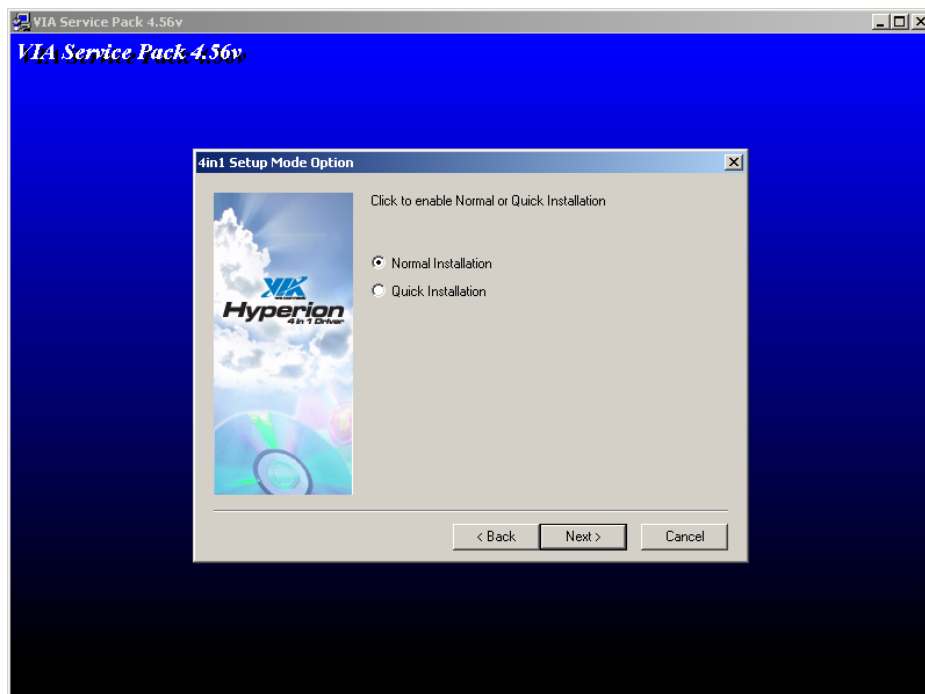 VIA Service Pack 4.56v
VIA Service Pack 4.56v
4in1 Setup Mode Option
Click to enable Normal or Quick Installation
Normal Installation
Quick Installation
VIA
Hyperion
4 in 1 Driver
< Back
Next >
Cancel